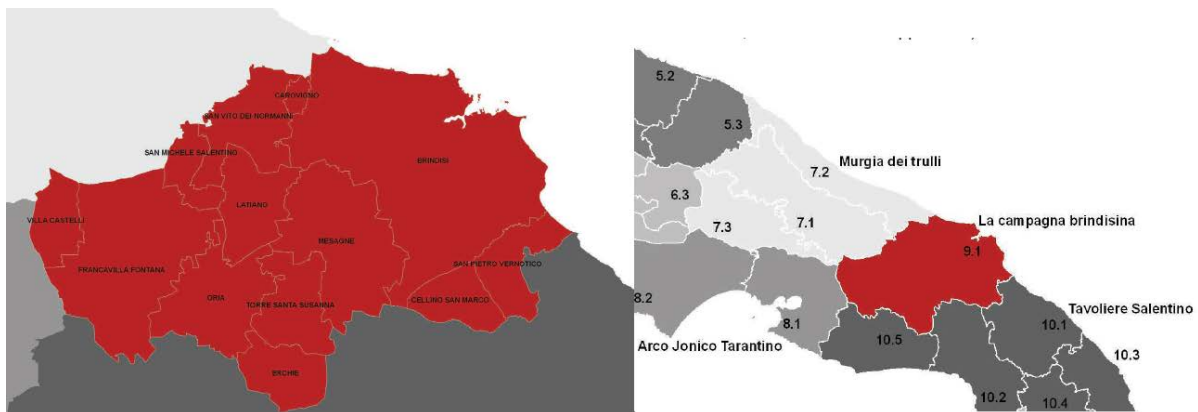 CAROVIGNO
SAN VITO DEI NORMANNI
SAN MICHELE SALENTINO
BRINDISI
LATIANO
VILLA CASTELLI
MESAGNE
SAN PIETRO VERNOTICO
FRANCAVILLA FONTANA
ORIA
TORRE SANTA SUSANNA
CELLINO SAN MARCO
ERCHIE
5.2
5.3
Murgia dei trulli
7.2
6.3
7.3
7.1
La campagna brindisina
9.1
8.2
8.1
Tavoliere Salentino
10.1
Arco Jonico Tarantino
10.5
10.3
10.2
10.4